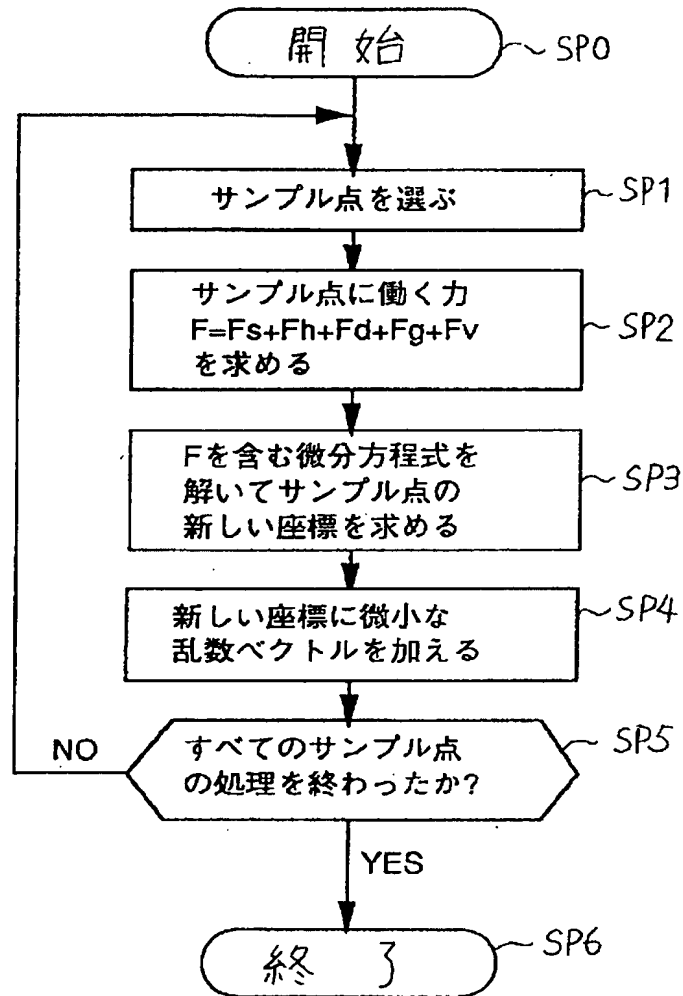 開始
SP0
サンプル点を選ぶ
SP1
サンプル点に働く力
F=Fs+Fh+Fd+Fg+Fv
を求める
SP2
Fを含む微分方程式を
解いてサンプル点の
新しい座標を求める
SP3
新しい座標に微小な
乱数ベクトルを加える
SP4
すべてのサンプル点
の処理を終わったか?
SP5
NO
YES
終了
SP6